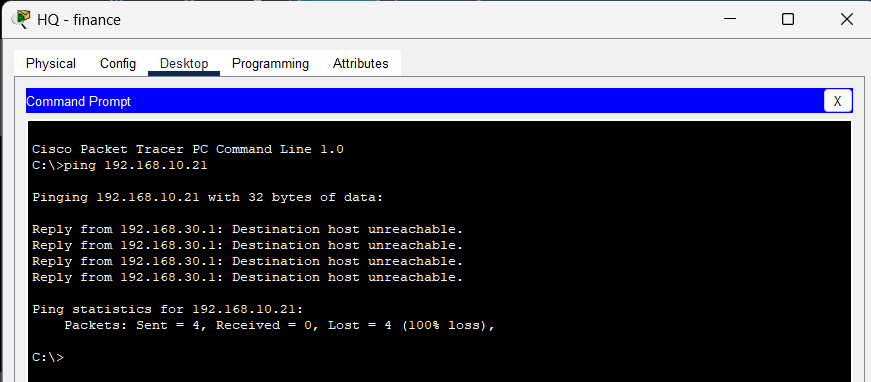 HQ - finance
Physical Config Desktop Programming Attributes
Command Prompt X
Cisco Packet Tracer PC Command Line 1.0
C:\>ping 192.168.10.21
Pinging 192.168.10.21 with 32 bytes of data:
Reply from 192.168.30.1: Destination host unreachable.
Reply from 192.168.30.1: Destination host unreachable.
Reply from 192.168.30.1: Destination host unreachable.
Reply from 192.168.30.1: Destination host unreachable.
Ping statistics for 192.168.10.21:
    Packets: Sent = 4, Received = 0, Lost = 4 (100% loss),
C:\>